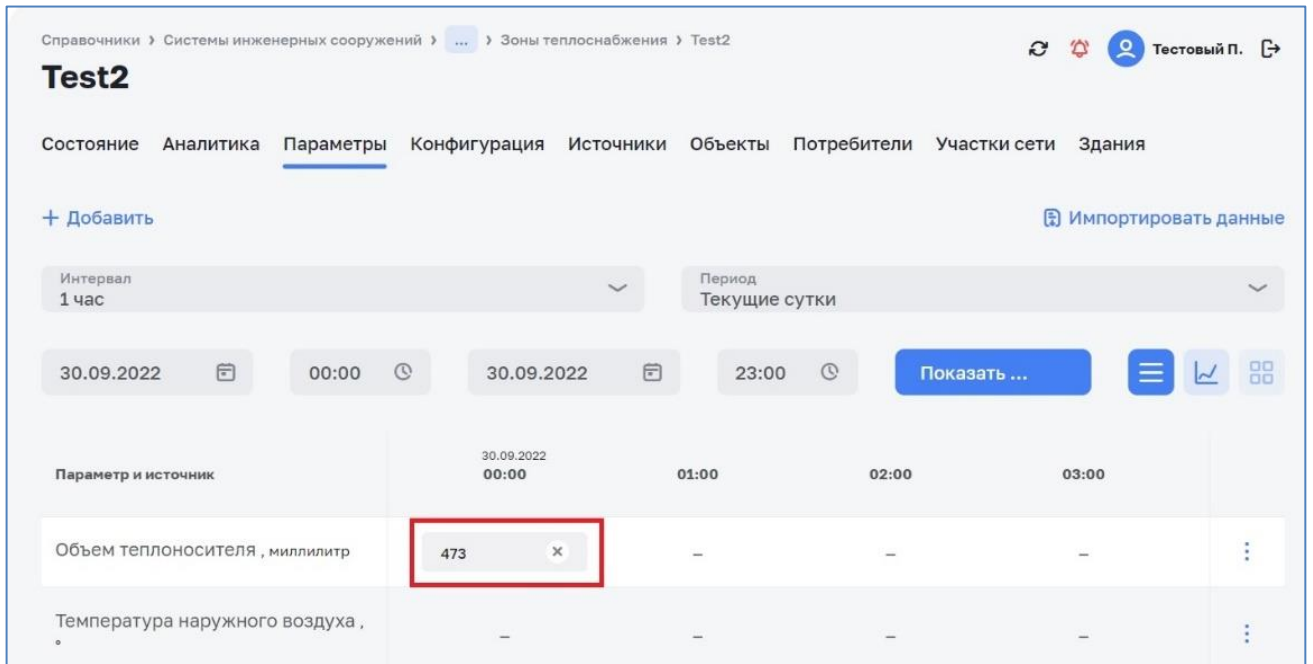 Справочники › Системы инженерных сооружений › ... › Зоны теплоснабжения › Test2
Тестовый П.
Test2
Состояние Аналитика Параметры Конфигурация Источники Объекты Потребители Участки сети Здания
+ Добавить
Импортировать данные
Интервал
1 час
Период
Текущие сутки
30.09.2022 00:00 30.09.2022 23:00 Показать ...
30.09.2022
Параметр и источник 00:00 01:00 02:00 03:00
Объем теплоносителя , миллилитр 473 – – –
Температура наружного воздуха ,
° – – – –